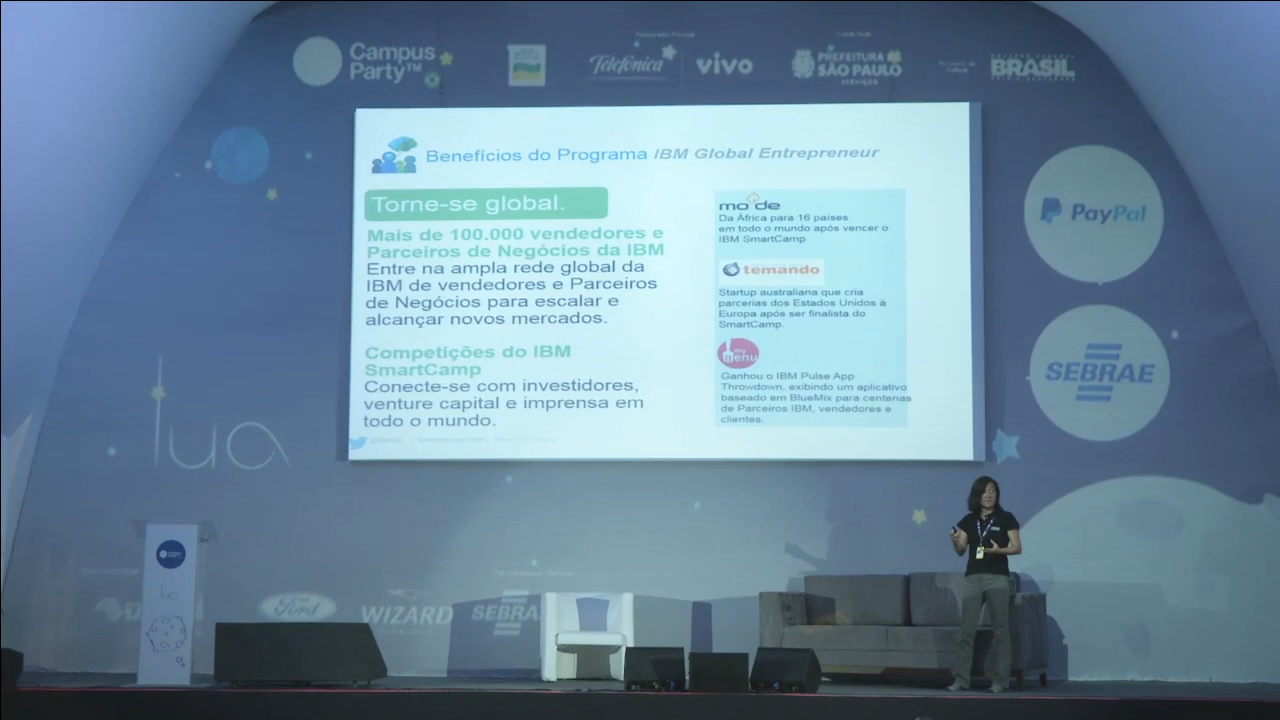 Campus
Party™
Telefónica
vivo
PREFEITURA
SÃO PAULO
BRASIL
Benefícios do Programa IBM Global Entrepreneur
Torne-se global.
Mais de 100.000 vendedores e
Parceiros de Negócios da IBM
Entre na ampla rede global da
IBM de vendedores e Parceiros
de Negócios para escalar e
alcançar novos mercados.
Competições do IBM
SmartCamp
Conecte-se com investidores,
venture capital e imprensa em
todo o mundo.
mo de
Da África para 16 países
em todo o mundo após vencer o
IBM SmartCamp
temando
Startup australiana que cria
parcerias dos Estados Unidos à
Europa após ser finalista do
SmartCamp.
my
menu
Ganhou o IBM Pulse App
Throwdown, exibindo um aplicativo
baseado em BlueMix para centenas
de Parceiros IBM, vendedores e
clientes.
PayPal
SEBRAE
lua
Ford
WIZARD
SEBRA